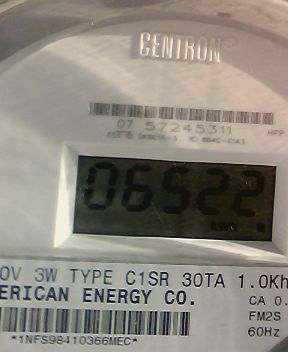 CENTRON®
07 57245311 HPP
06522
0V 3W TYPE C1SR 30TA 1.0Kh
ERICAN ENERGY CO.
CA 0.
FM2S
60Hz
*1NFS98410366MEC*